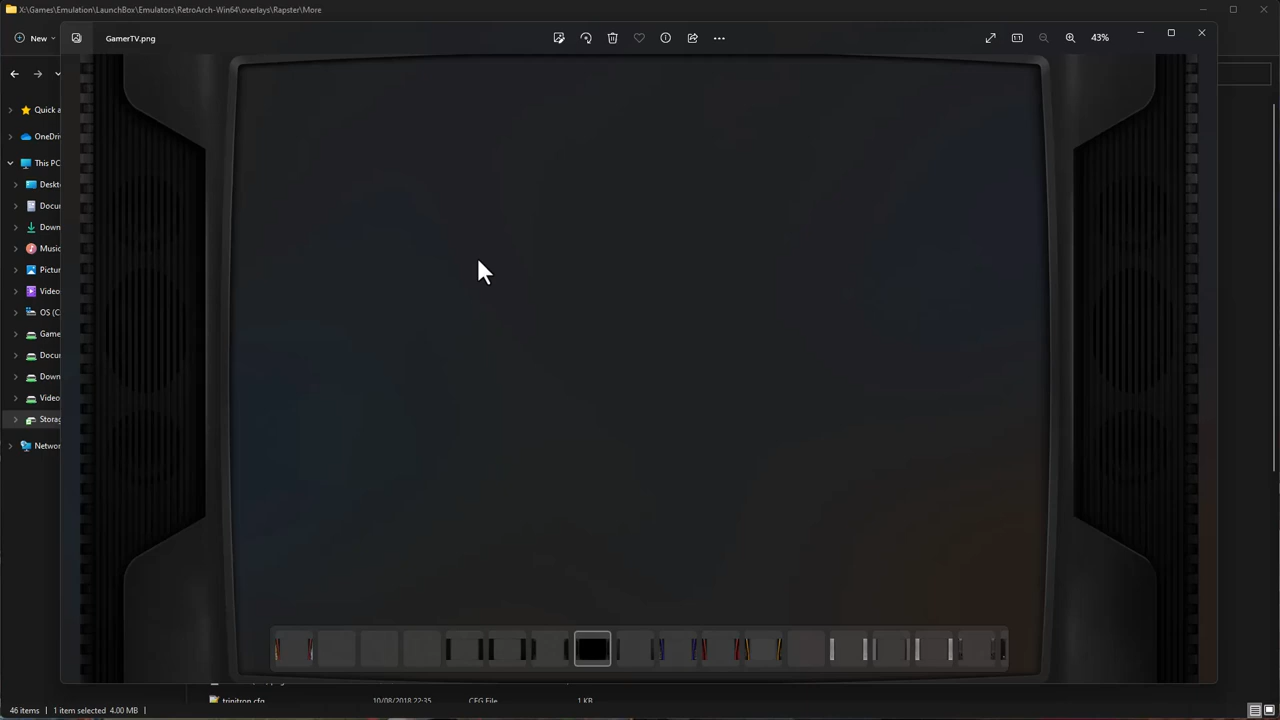 X:\Games\Emulation\LaunchBox\Emulators\RetroArch-Win64\overlays\Rapster\More
New
GamerTV.png
43%
Quick a
OneDriv
This PC
Deskto
Docu
Down
Music
Pictur
Video
OS (C
Game
Docu
Down
Video
Storag
Networ
trinitron.cfg
10/08/2018 22:35
CFG File
1 KB
46 items
1 item selected 4.00 MB